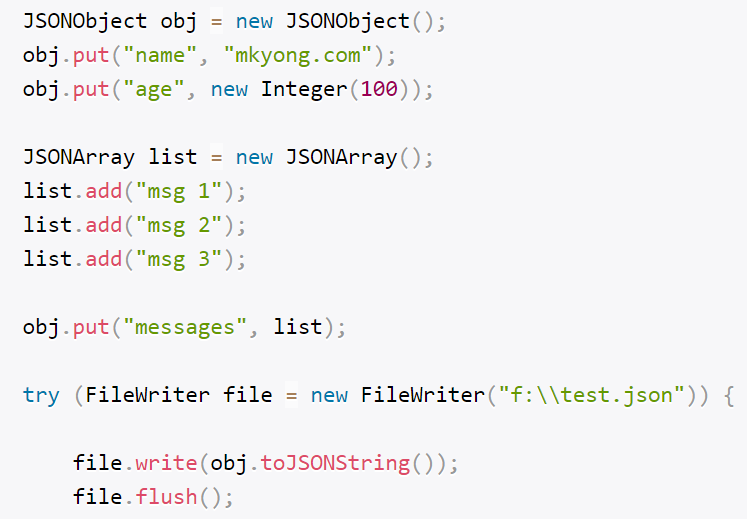 JSONObject obj = new JSONObject();
obj.put("name", "mkyong.com");
obj.put("age", new Integer(100));
JSONArray list = new JSONArray();
list.add("msg 1");
list.add("msg 2");
list.add("msg 3");
obj.put("messages", list);
try (FileWriter file = new FileWriter("f:\\test.json")) {
file.write(obj.toJSONString());
file.flush();